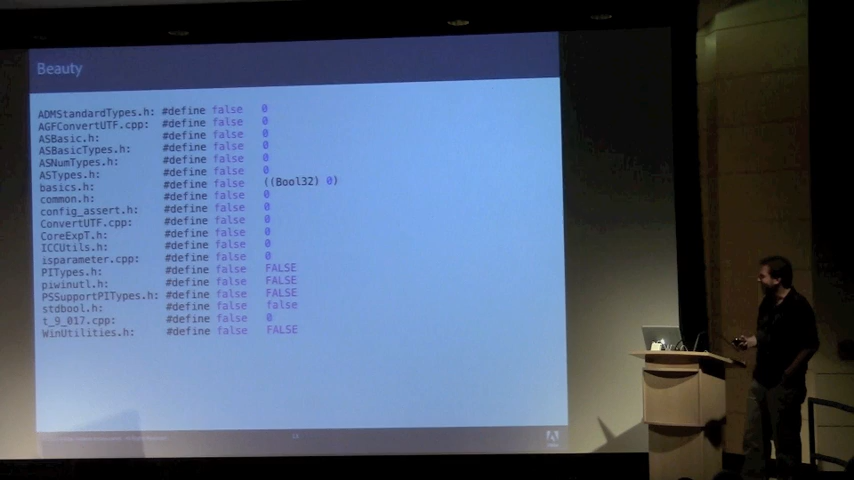 Beauty
ADMStandardTypes.h: #define false 0
AGFConvertUTF.cpp: #define false 0
ASBasic.h: #define false 0
ASBasicTypes.h: #define false 0
ASNumTypes.h: #define false 0
ASTypes.h: #define false 0
basics.h: #define false ((Bool32) 0)
common.h: #define false 0
config_assert.h: #define false 0
ConvertUTF.cpp: #define false 0
CoreExpT.h: #define false 0
ICCUtils.h: #define false 0
isparameter.cpp: #define false 0
PITypes.h: #define false FALSE
piwinutl.h: #define false FALSE
PSSupportPITypes.h: #define false FALSE
stdbool.h: #define false false
t_9_017.cpp: #define false 0
WinUtilities.h: #define false FALSE